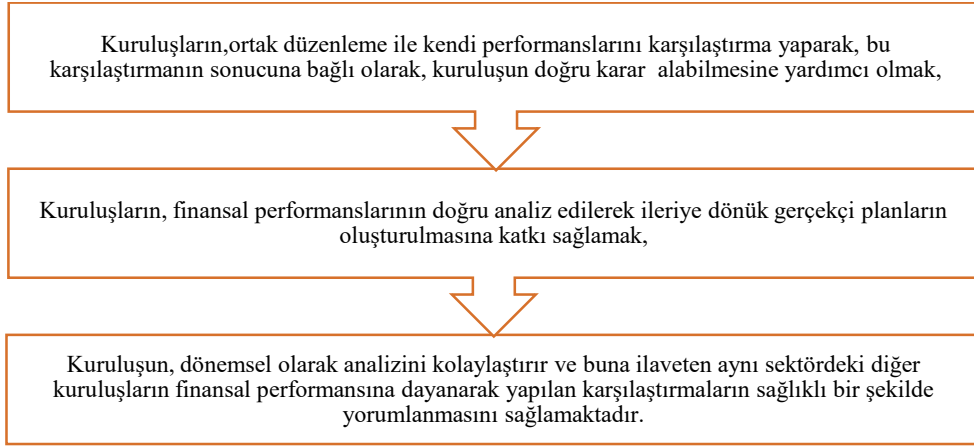 Kuruluşların,ortak düzenleme ile kendi performanslarını karşılaştırma yaparak, bu
karşılaştırmanın sonucuna bağlı olarak, kuruluşun doğru karar  alabilmesine yardımcı olmak,
Kuruluşların, finansal performanslarının doğru analiz edilerek ileriye dönük gerçekçi planların
oluşturulmasına katkı sağlamak,
Kuruluşun, dönemsel olarak analizini kolaylaştırır ve buna ilaveten aynı sektördeki diğer
kuruluşların finansal performansına dayanarak yapılan karşılaştırmaların sağlıklı bir şekilde
yorumlanmasını sağlamaktadır.